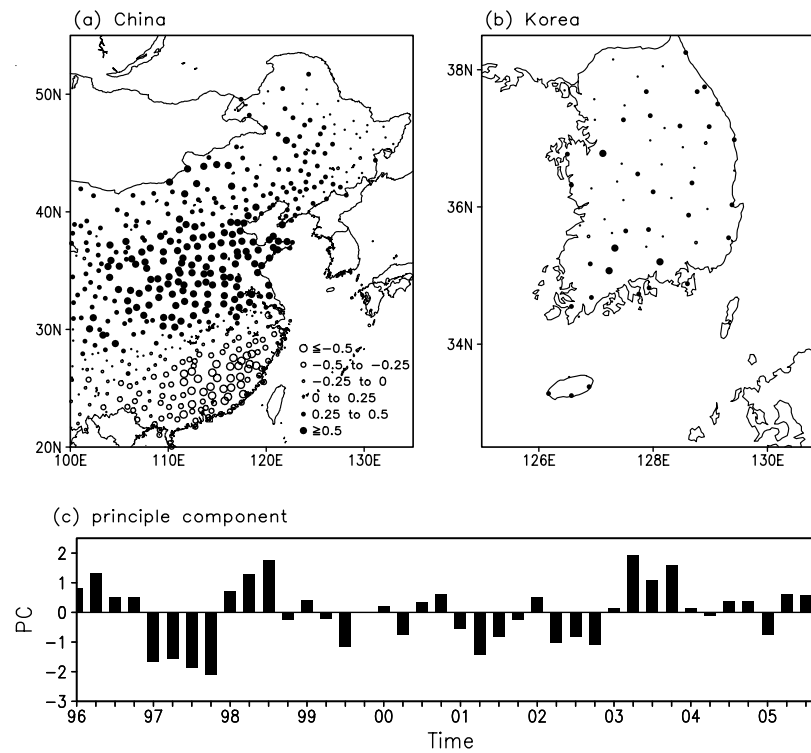 (a) China
(b) Korea
50N
40N
30N
20N
100E
110E
120E
130E
≦-0.5
-0.5 to -0.25
-0.25 to 0
0 to 0.25
0.25 to 0.5
≧0.5
38N
36N
34N
126E
128E
130E
(c) principle component
PC
2
1
0
-1
-2
-3
96
97
98
99
00
01
02
03
04
05
Time